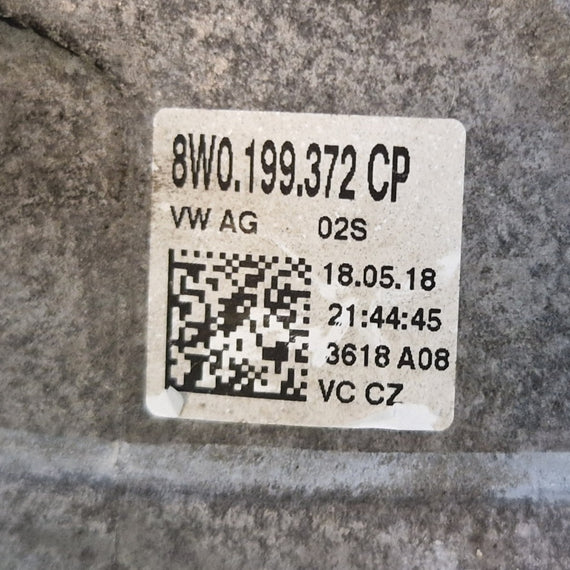 8W0.199.372 CP
VW AG 02S
18.05.18
21:44:45
3618 A08
VC CZ